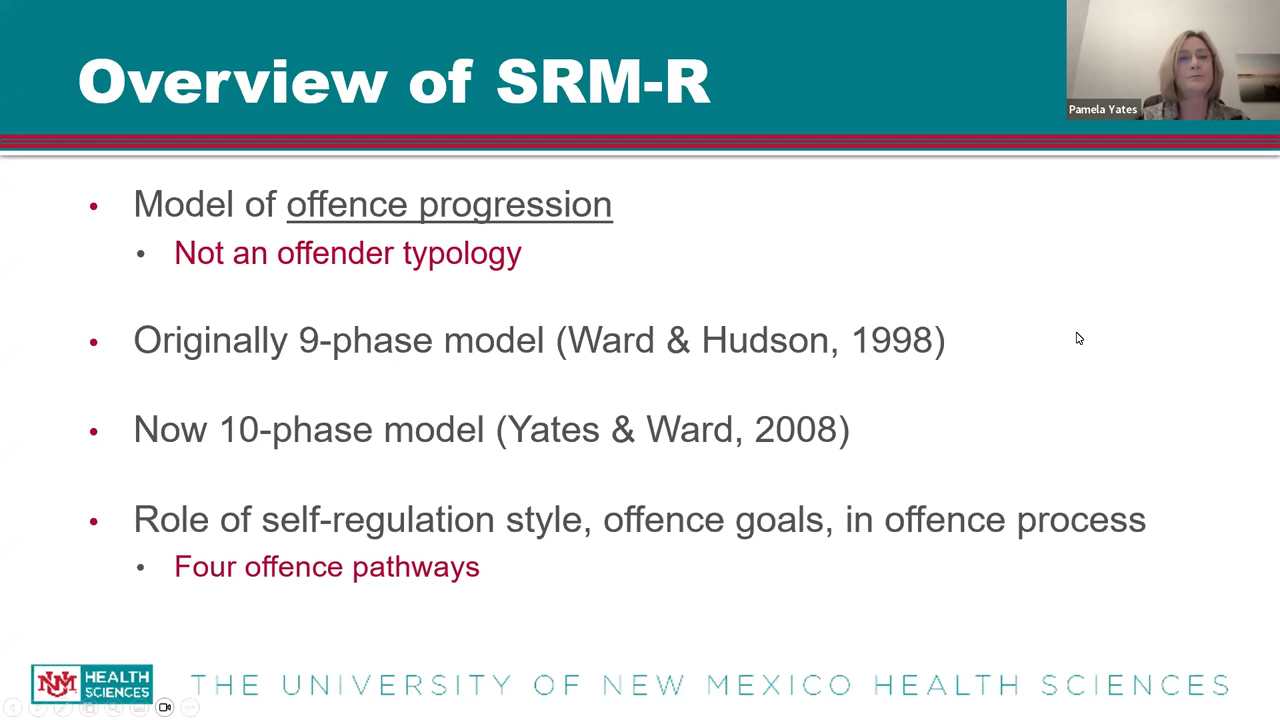 Overview of SRM-R
Pamela Yates
• Model of offence progression
• Not an offender typology
• Originally 9-phase model (Ward & Hudson, 1998)
• Now 10-phase model (Yates & Ward, 2008)
• Role of self-regulation style, offence goals, in offence process
• Four offence pathways
UNM HEALTH
SCIENCES
THE UNIVERSITY OF NEW MEXICO HEALTH SCIENCES